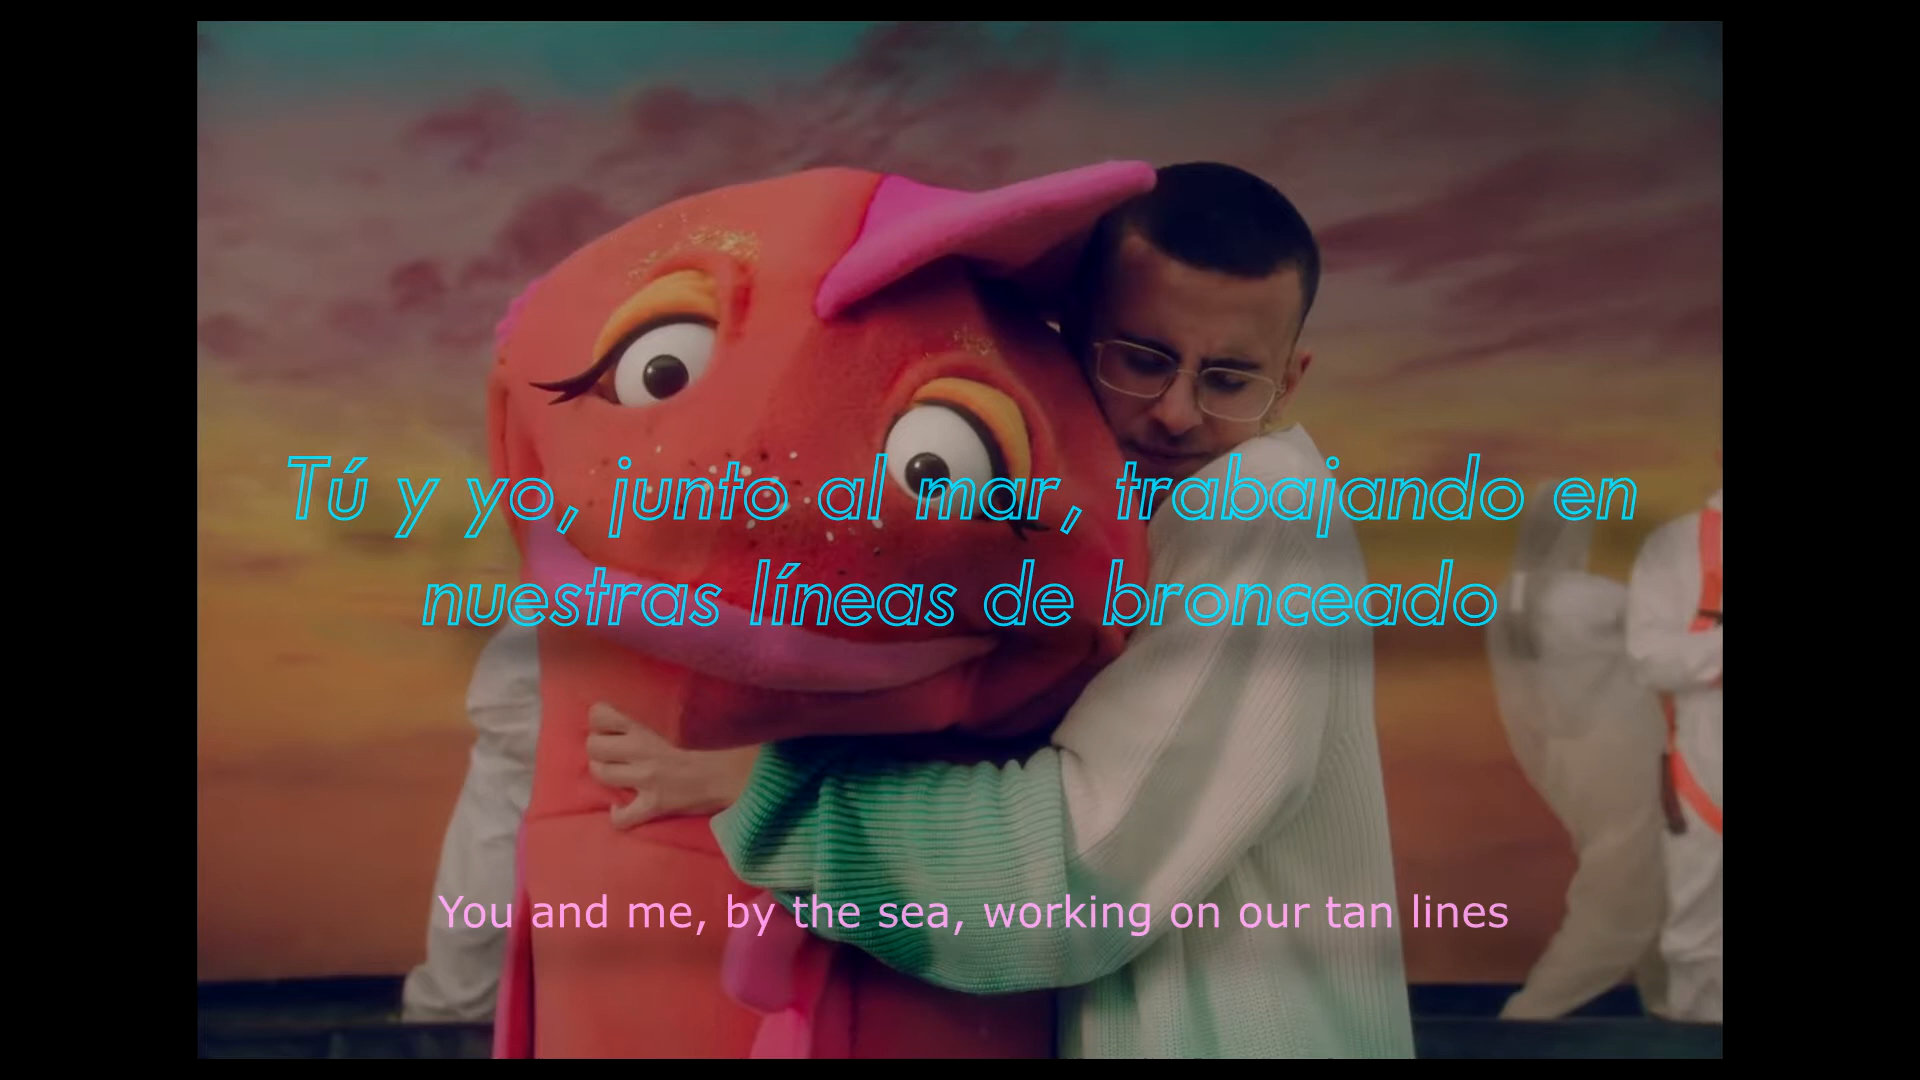 Tú y yo, junto al mar, trabajando en
nuestras líneas de bronceado
You and me, by the sea, working on our tan lines